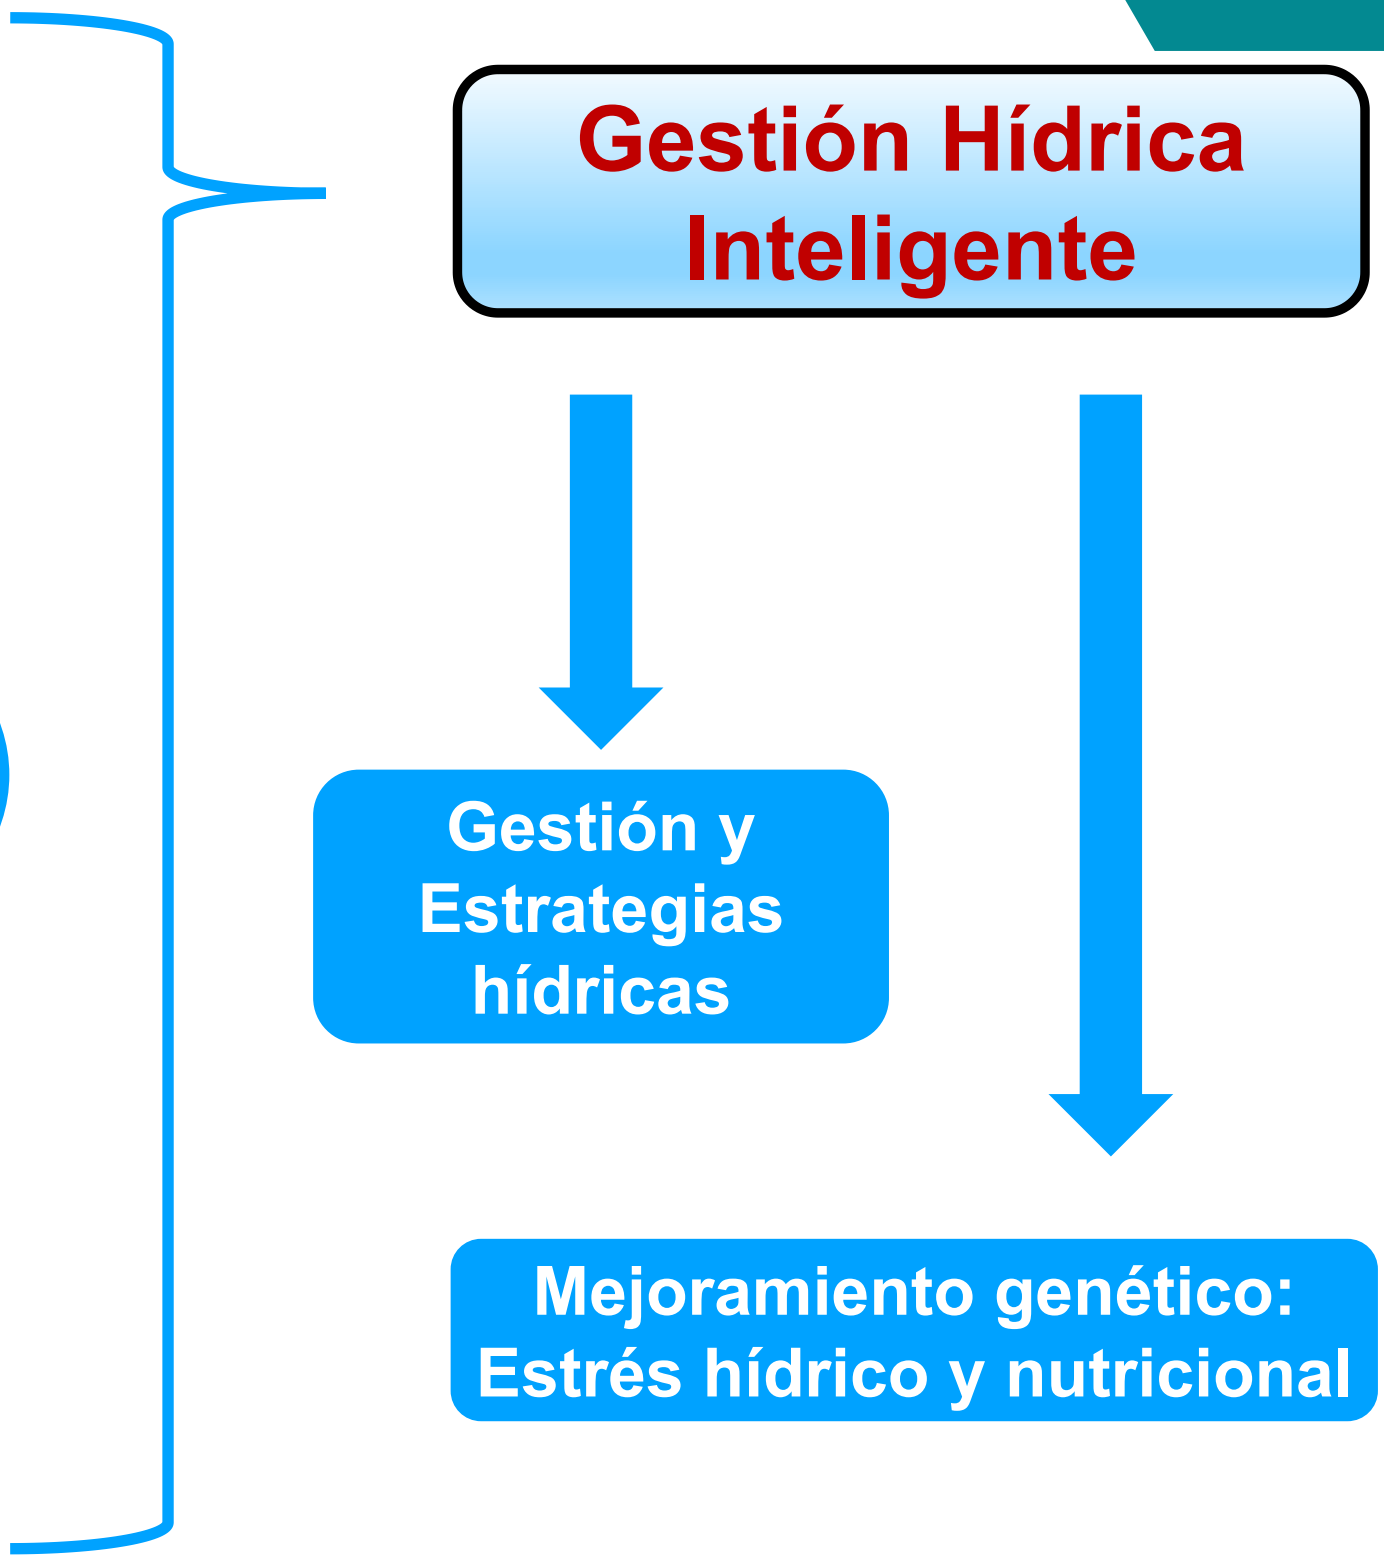 Gestión Hídrica
Inteligente
Gestión y
Estrategias
hídricas
Mejoramiento genético:
Estrés hídrico y nutricional